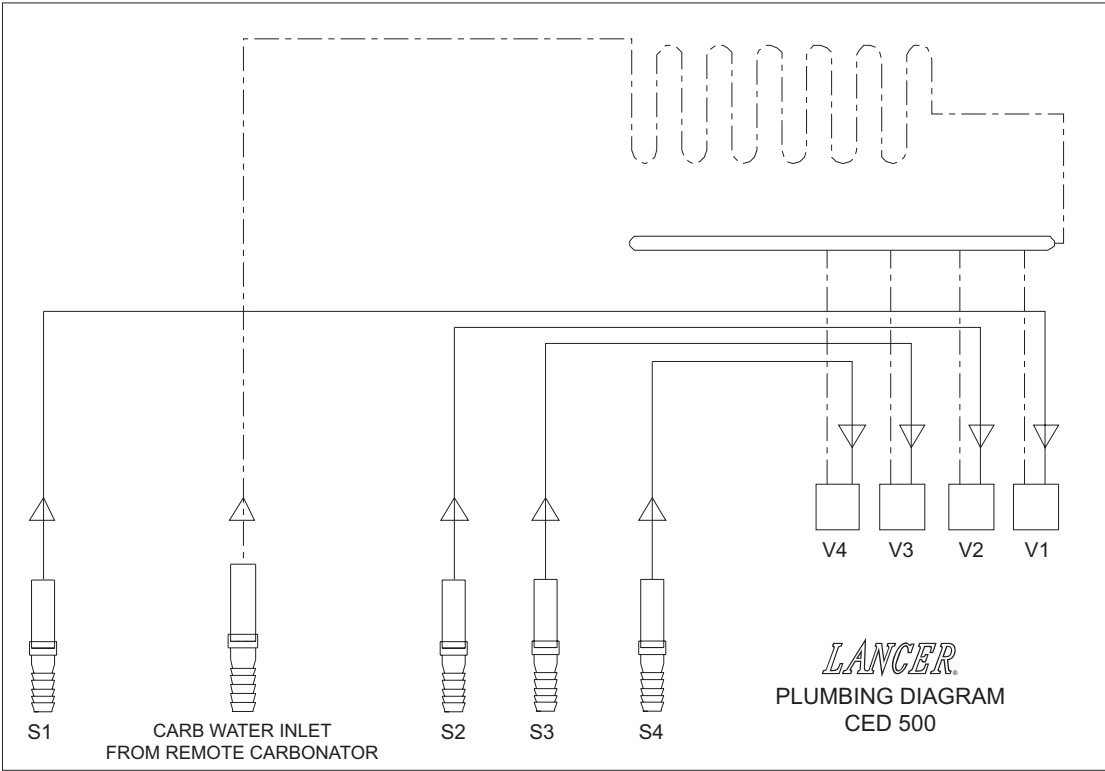 V4 V3 V2 V1
LANCER®
PLUMBING DIAGRAM
CED 500
S1
CARB WATER INLET
FROM REMOTE CARBONATOR
S2 S3 S4